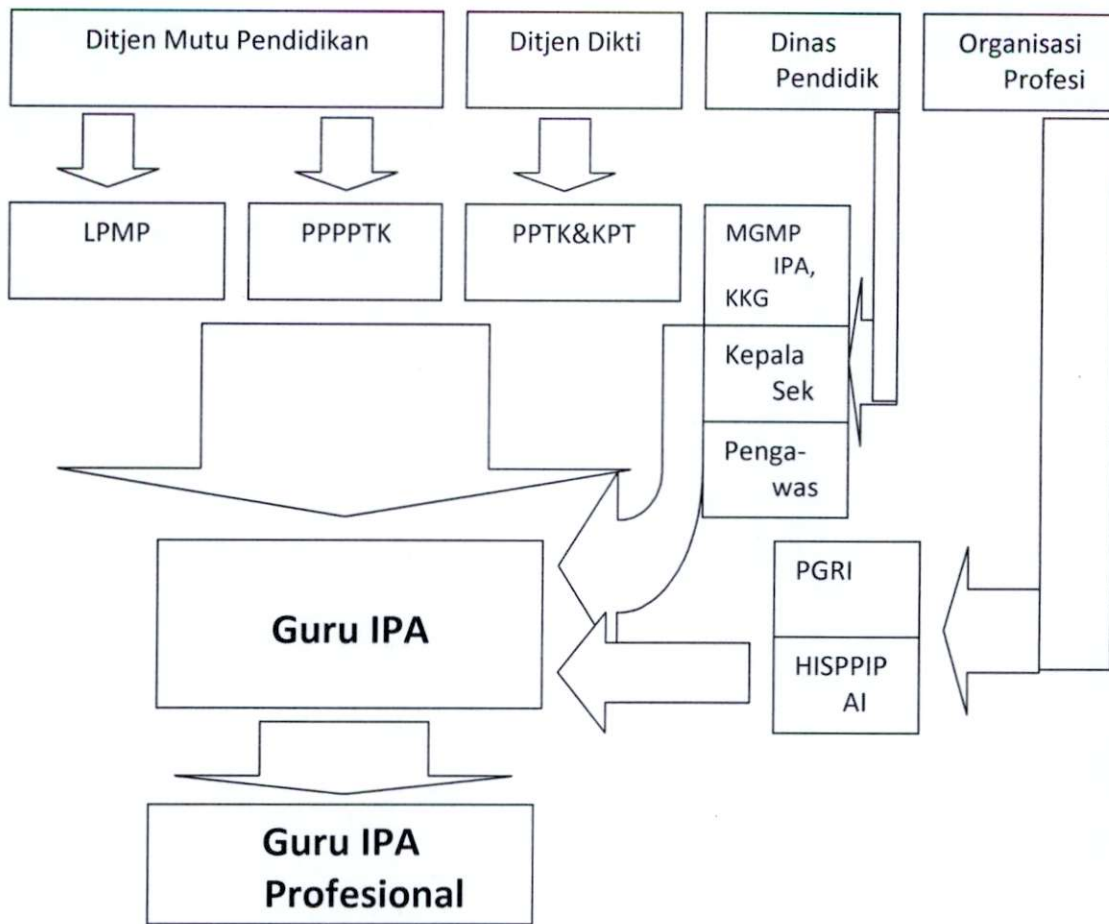 Ditjen Mutu Pendidikan
Ditjen Dikti
Dinas
Pendidik
Organisasi
Profesi
LPMP
PPPPTK
PPTK&KPT
MGMP
IPA,
KKG
Kepala
Sek
Penga-
was
PGRI
HISPPIP
AI
Guru IPA
Guru IPA
Profesional